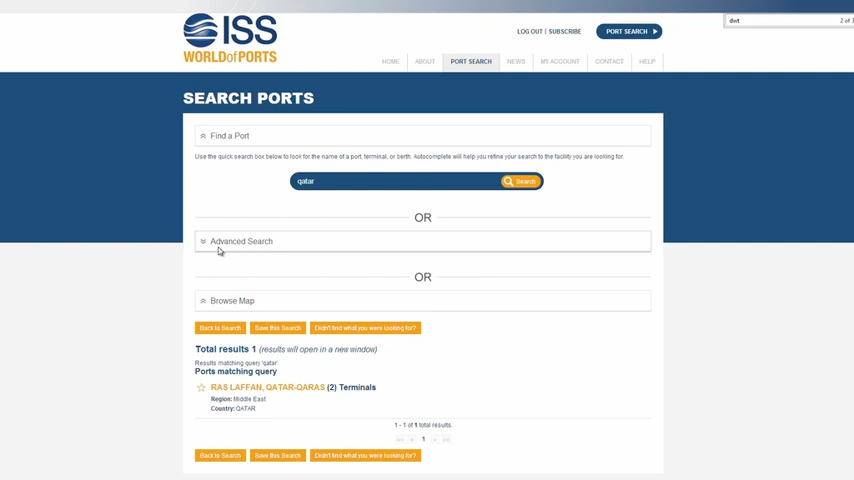 ISS
WORLD of PORTS
LOG OUT | SUBSCRIBE
PORT SEARCH
dwt
2 of 3
HOME
ABOUT
PORT SEARCH
NEWS
MY ACCOUNT
CONTACT
HELP
SEARCH PORTS
Find a Port
Use the quick search box below to look for the name of a port, terminal, or berth. Autocomplete will help you refine your search to the facility you are looking for.
qatar
Search
OR
Advanced Search
OR
Browse Map
Back to Search
Save this Search
Didn't find what you were looking for?
Total results 1 (results will open in a new window)
Results matching query 'qatar'
Ports matching query
RAS LAFFAN, QATAR-QARAS (2) Terminals
Region: Middle East
Country: QATAR
1 - 1 of 1 total results.
1
Back to Search
Save this Search
Didn't find what you were looking for?